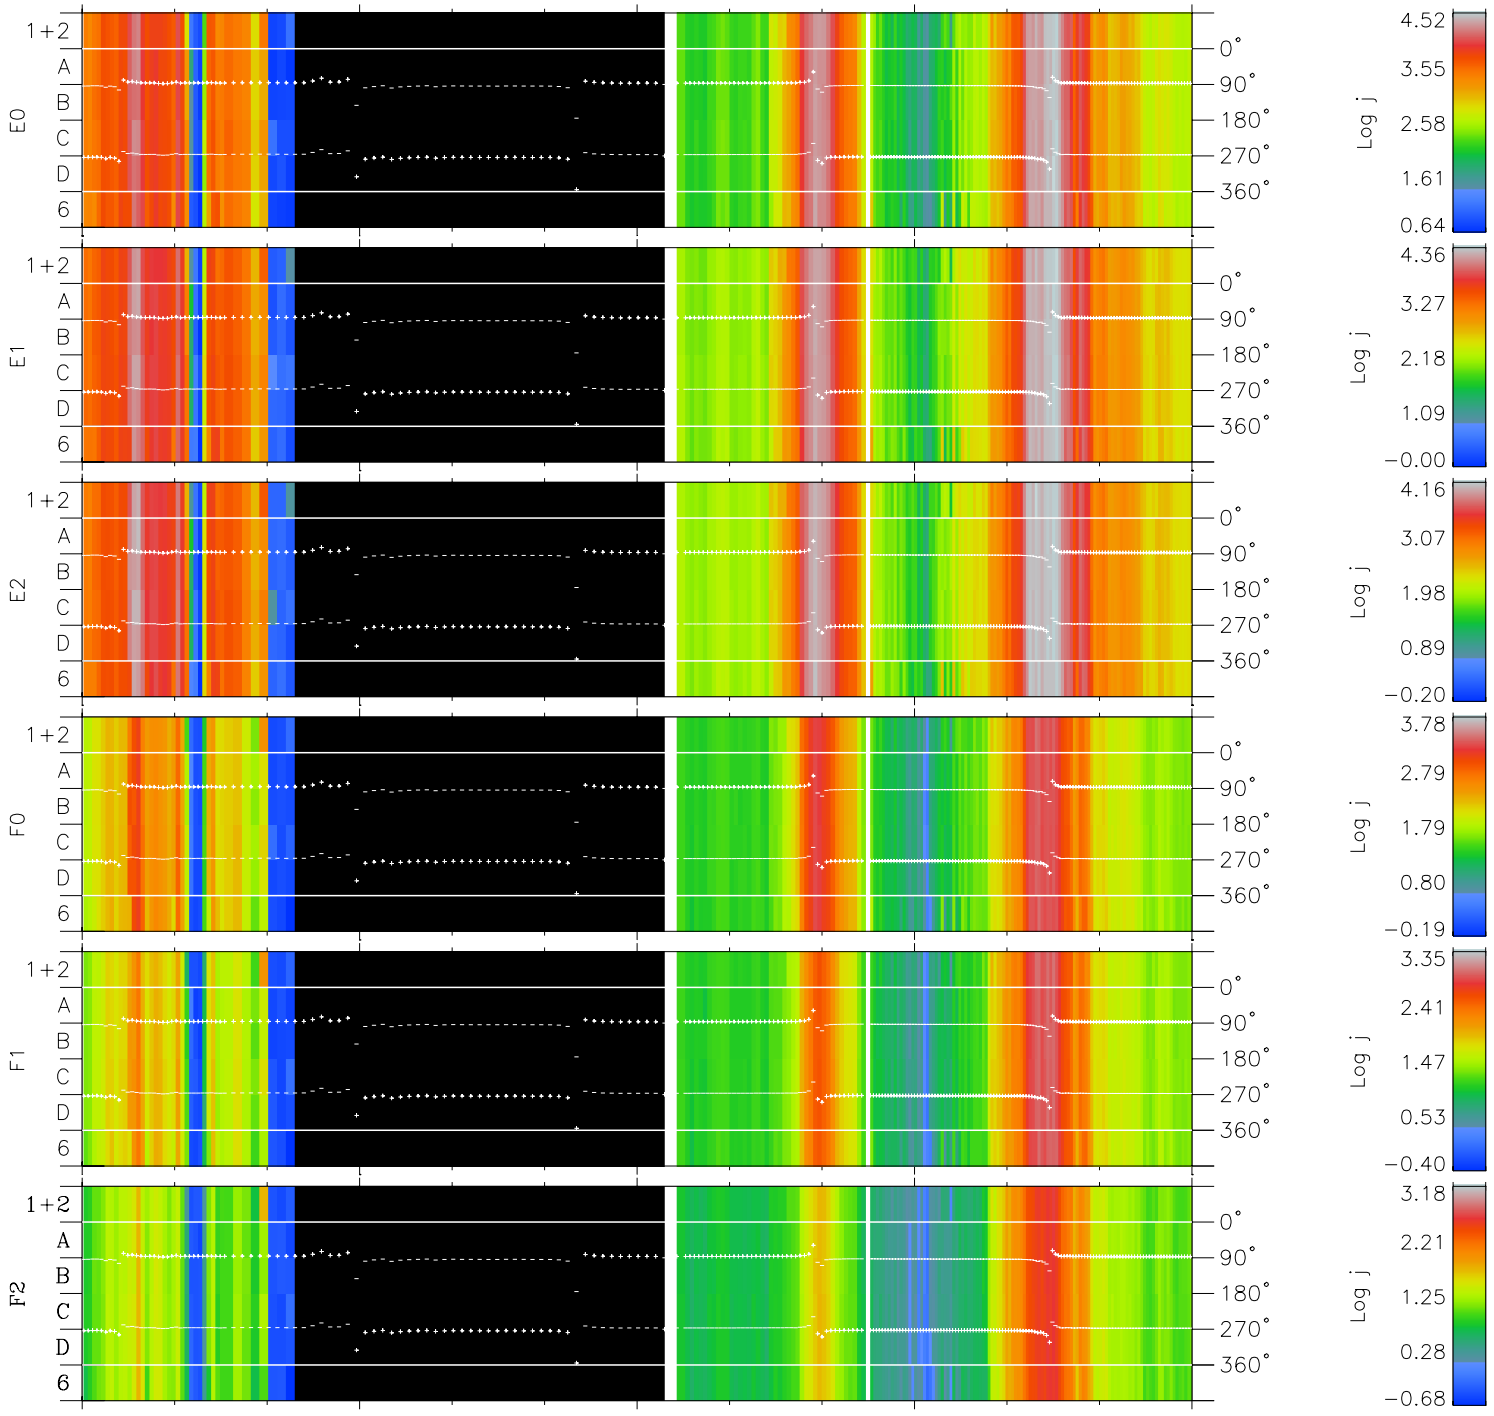 E0
1+2
A
B
C
D
6
0°
90°
180°
270°
360°
Log j
4.52
3.55
2.58
1.61
0.64
E1
1+2
A
B
C
D
6
0°
90°
180°
270°
360°
Log j
4.36
3.27
2.18
1.09
−0.00
E2
1+2
A
B
C
D
6
0°
90°
180°
270°
360°
Log j
4.16
3.07
1.98
0.89
−0.20
F0
1+2
A
B
C
D
6
0°
90°
180°
270°
360°
Log j
3.78
2.79
1.79
0.80
−0.19
F1
1+2
A
B
C
D
6
0°
90°
180°
270°
360°
Log j
3.35
2.41
1.47
0.53
−0.40
F2
1+2
A
B
C
D
6
0°
90°
180°
270°
360°
Log j
3.18
2.21
1.25
0.28
−0.68